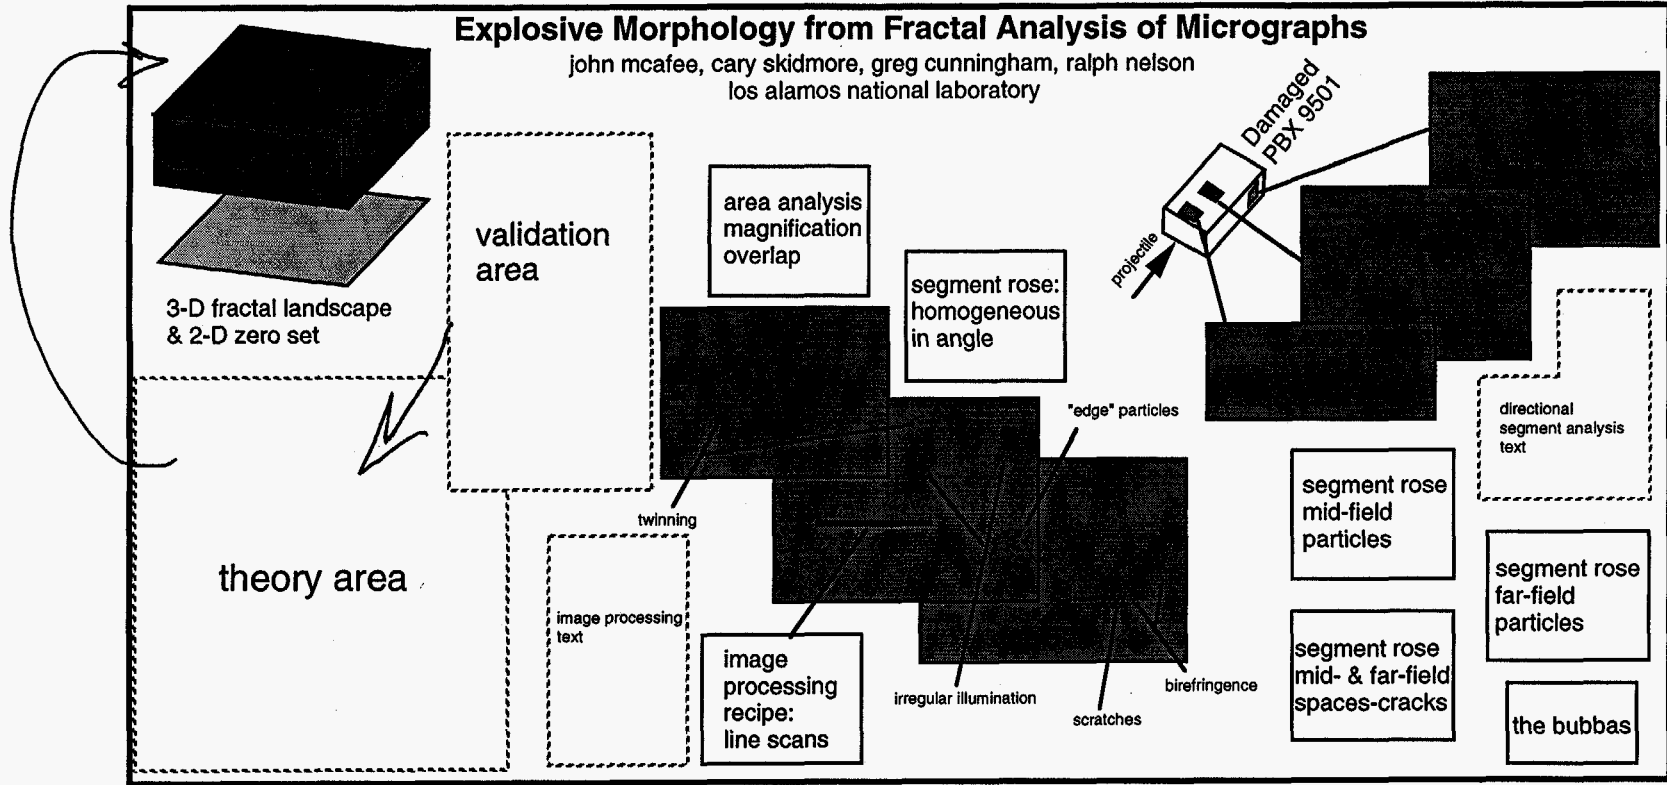 Explosive Morphology from Fractal Analysis of Micrographs
john mcafee, cary skidmore, greg cunningham, ralph nelson
los alamos national laboratory
3-D fractal landscape
& 2-D zero set
validation
area
theory area
area analysis
magnification
overlap
segment rose:
homogeneous
in angle
"edge" particles
twinning
image processing
text
image
processing
recipe:
line scans
irregular illumination
scratches
birefringence
Damaged
PBX 9501
projectile
directional
segment analysis
text
segment rose
mid-field
particles
segment rose
far-field
particles
segment rose
mid- & far-field
spaces-cracks
the bubbas